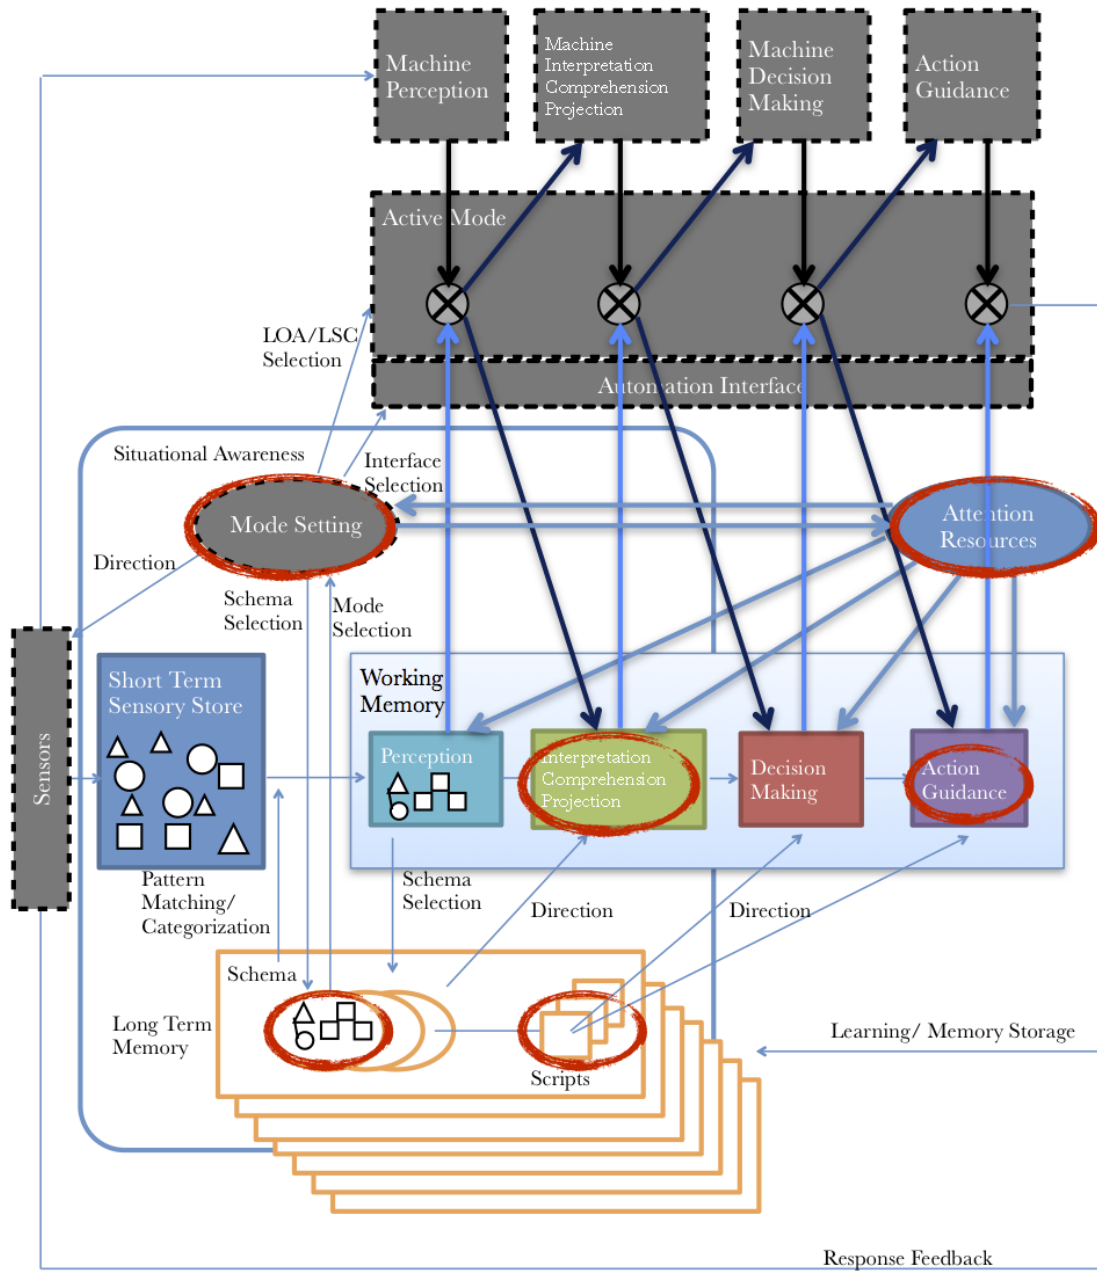 Machine
Perception
Machine
Interpretation
Comprehension
Projection
Machine
Decision
Making
Action
Guidance
Active Mode
LOA/LSC
Selection
Automation Interface
Situational Awareness
Interface
Selection
Mode Setting
Attention
Resources
Direction
Schema
Selection
Mode
Selection
Sensors
Short Term
Sensory Store
Working
Memory
Perception
Interpretation
Comprehension
Projection
Decision
Making
Action
Guidance
Pattern
Matching/
Categorization
Schema
Selection
Direction
Direction
Schema
Long Term
Memory
Scripts
Learning/ Memory Storage
Response Feedback